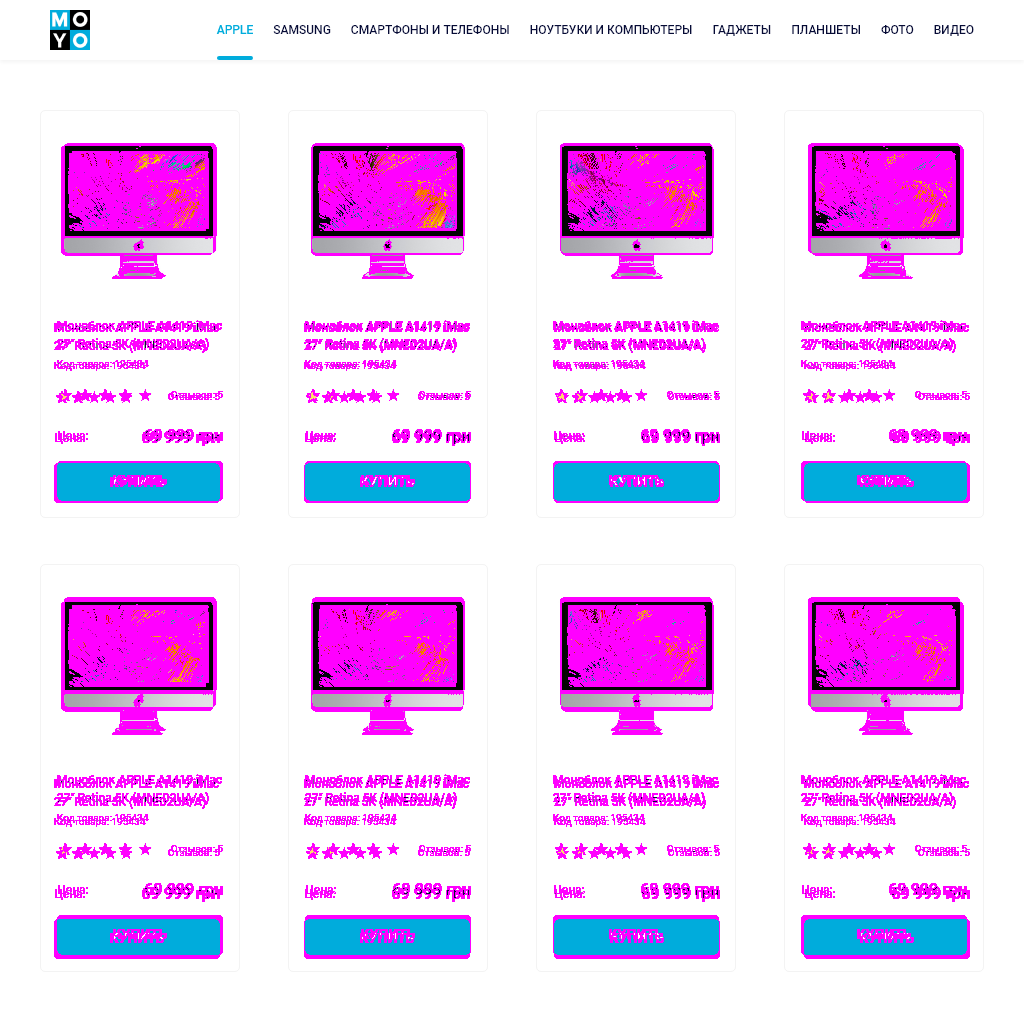 MO
YO
APPLE SAMSUNG СМАРТФОНЫ И ТЕЛЕФОНЫ НОУТБУКИ И КОМПЬЮТЕРЫ ГАДЖЕТЫ ПЛАНШЕТЫ ФОТО ВИДЕО
Моноблок APPLE A1419 iMac
27" Retina 5K (MNED2UA/A)
Код товара: 195434
Отзывов: 5
Цена: 69 999 грн
КУПИТЬ
Моноблок APPLE A1419 iMac
27" Retina 5K (MNED2UA/A)
Код товара: 195434
Отзывов: 5
Цена: 69 999 грн
КУПИТЬ
Моноблок APPLE A1419 iMac
27" Retina 5K (MNED2UA/A)
Код товара: 195434
Отзывов: 5
Цена: 69 999 грн
КУПИТЬ
Моноблок APPLE A1419 iMac
27" Retina 5K (MNED2UA/A)
Код товара: 195434
Отзывов: 5
Цена: 69 999 грн
КУПИТЬ
Моноблок APPLE A1419 iMac
27" Retina 5K (MNED2UA/A)
Код товара: 195434
Отзывов: 5
Цена: 69 999 грн
КУПИТЬ
Моноблок APPLE A1419 iMac
27" Retina 5K (MNED2UA/A)
Код товара: 195434
Отзывов: 5
Цена: 69 999 грн
КУПИТЬ
Моноблок APPLE A1419 iMac
27" Retina 5K (MNED2UA/A)
Код товара: 195434
Отзывов: 5
Цена: 69 999 грн
КУПИТЬ
Моноблок APPLE A1419 iMac
27" Retina 5K (MNED2UA/A)
Код товара: 195434
Отзывов: 5
Цена: 69 999 грн
КУПИТЬ